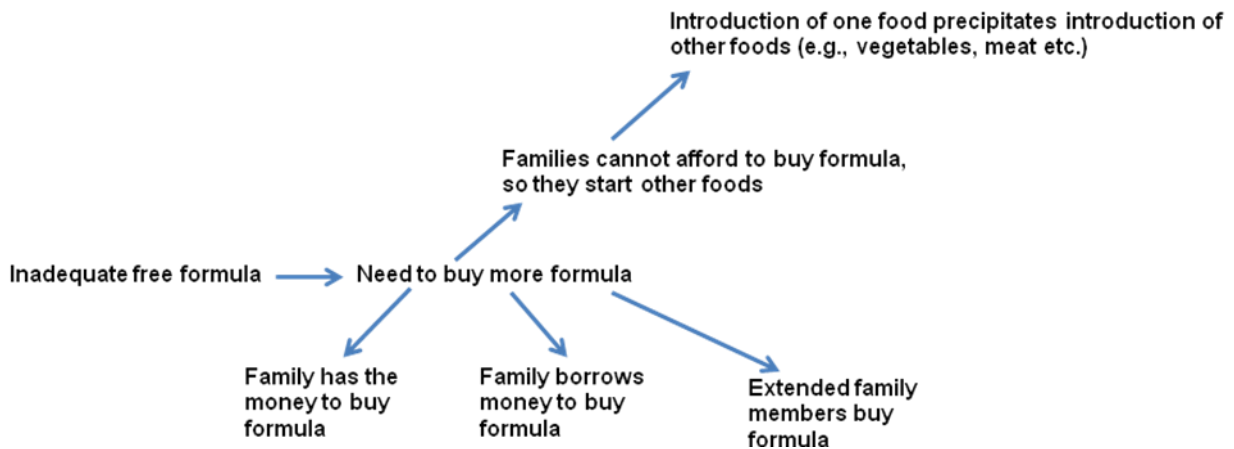 Introduction of one food precipitates introduction of
other foods (e.g., vegetables, meat etc.)
Families cannot afford to buy formula,
so they start other foods
Inadequate free formula
Need to buy more formula
Family has the
money to buy
formula
Family borrows
money to buy
formula
Extended family
members buy
formula